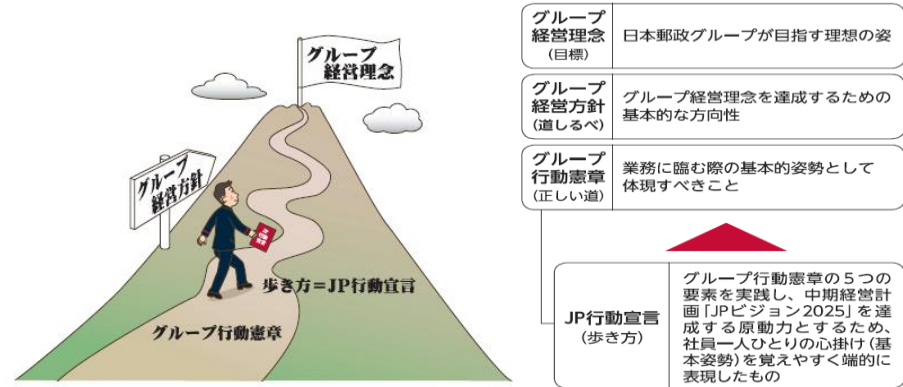 グループ
経営理念
グループ
経営方針
歩き方＝JP行動宣言
グループ行動憲章
グループ
経営理念
(目標)
日本郵政グループが目指す理想の姿
グループ
経営方針
(道しるべ)
グループ経営理念を達成するための
基本的な方向性
グループ
行動憲章
(正しい道)
業務に臨む際の基本的姿勢として
体現すべきこと
JP行動宣言
(歩き方)
グループ行動憲章の５つの
要素を実践し、中期経営計
画「JPビジョン2025」を達
成する原動力とするため、
社員一人ひとりの心掛け(基
本姿勢)を覚えやすく端的に
表現したもの